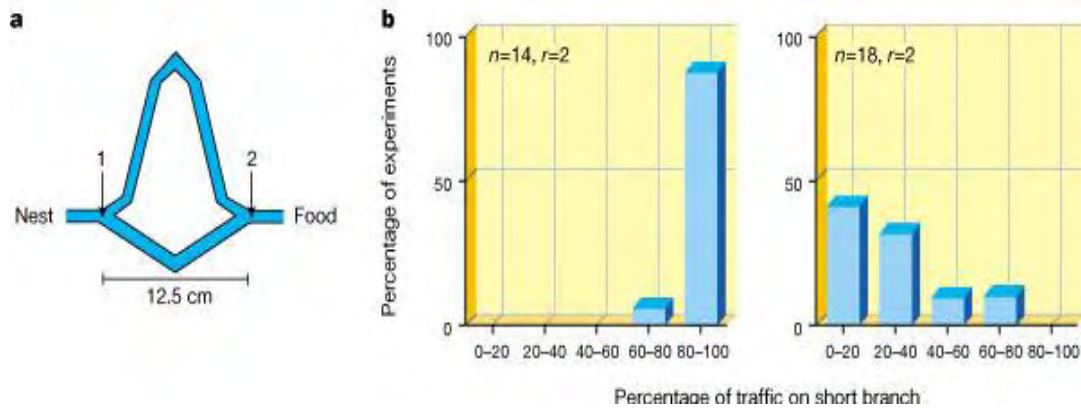 a
1
2
Nest
Food
12.5 cm
b
Percentage of experiments
100
50
0
n=14, r=2
0–20 20–40 40–60 60–80 80–100
100
50
0
n=18, r=2
0–20 20–40 40–60 60–80 80–100
Percentage of traffic on short branch